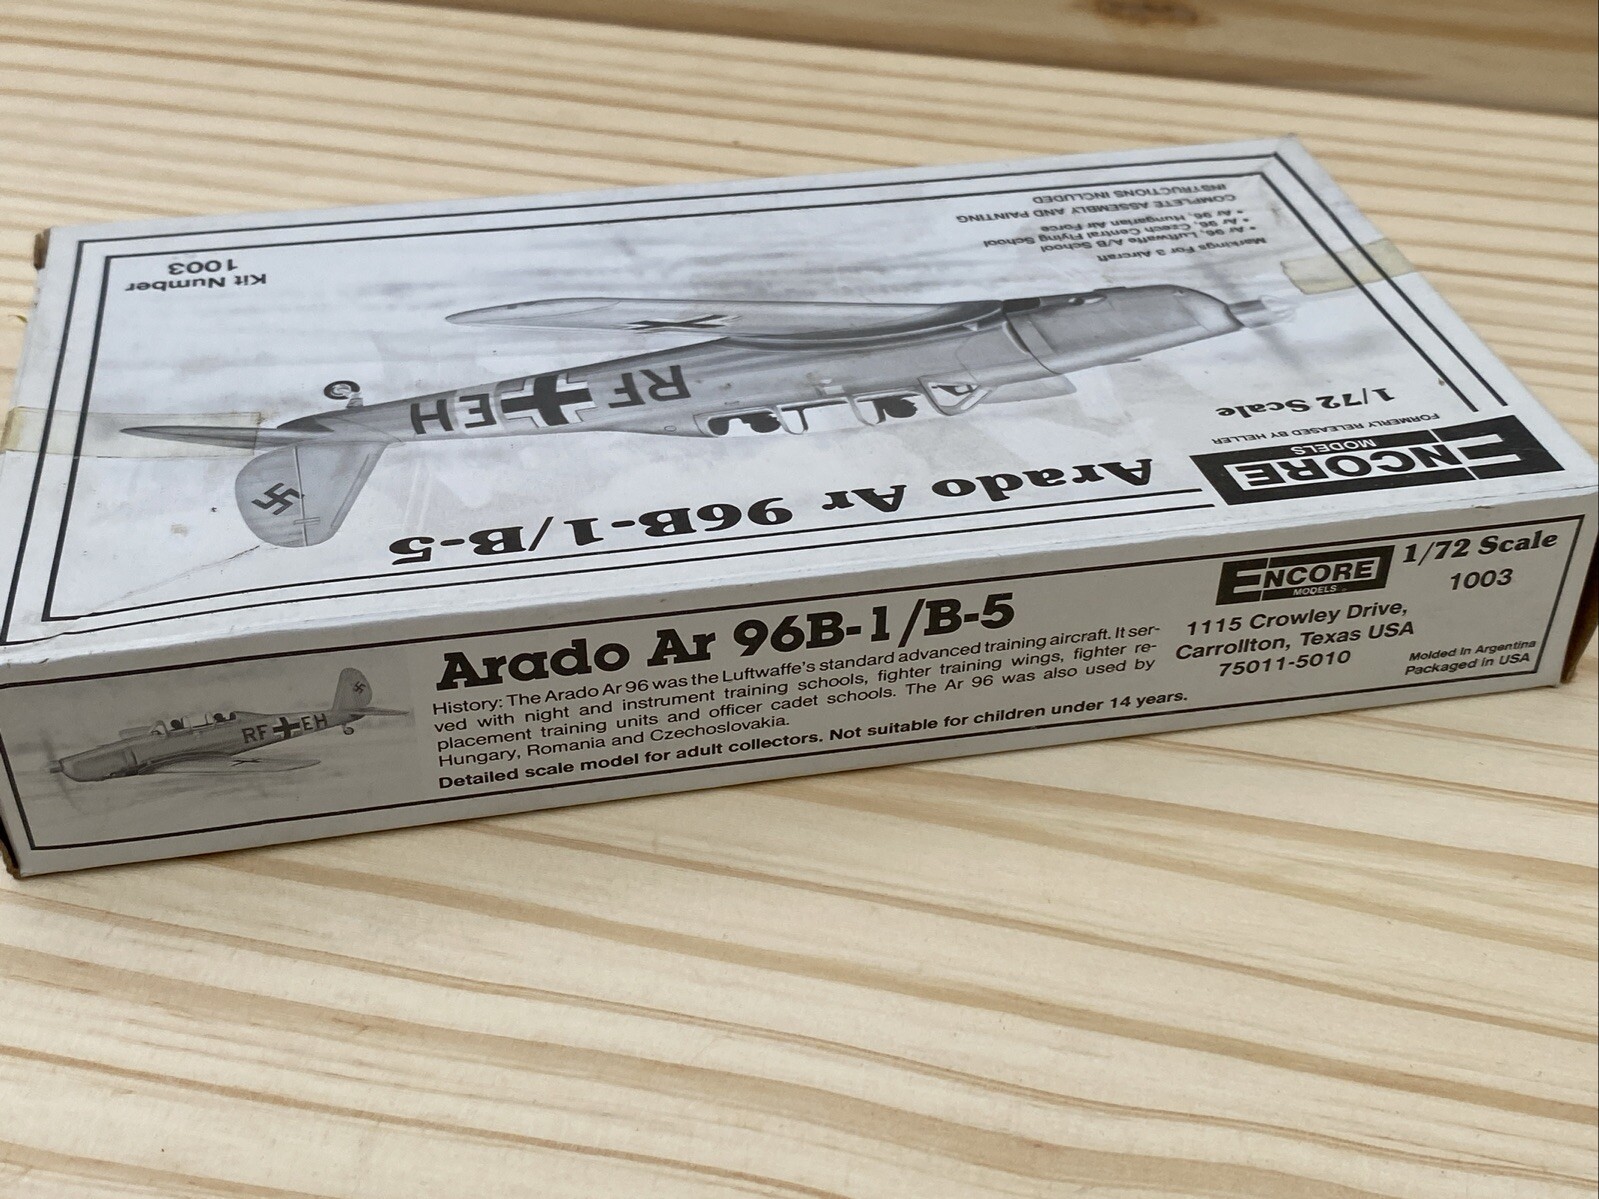 Kit Number
1003
Markings For 3 Aircraft
• Ar 96, Luftwaffe A/B School
• Ar 96, Czech Central Flying School
• Ar 96, Hungarian Air Force
COMPLETE ASSEMBLY AND PAINTING
INSTRUCTIONS INCLUDED
RF EH
1/72 Scale
FORMERLY RELEASED BY HELLER
ENCORE
MODELS
Arado Ar 96B-1/B-5
RF EH
Arado Ar 96B-1/B-5
History: The Arado Ar 96 was the Luftwaffe's standard advanced training aircraft. It ser-
ved with night and instrument training schools, fighter training wings, fighter re-
placement training units and officer cadet schools. The Ar 96 was also used by
Hungary, Romania and Czechoslovakia.
Detailed scale model for adult collectors. Not suitable for children under 14 years.
ENCORE
MODELS
1/72 Scale
1003
1115 Crowley Drive,
Carrollton, Texas USA
75011-5010
Molded In Argentina
Packaged in USA